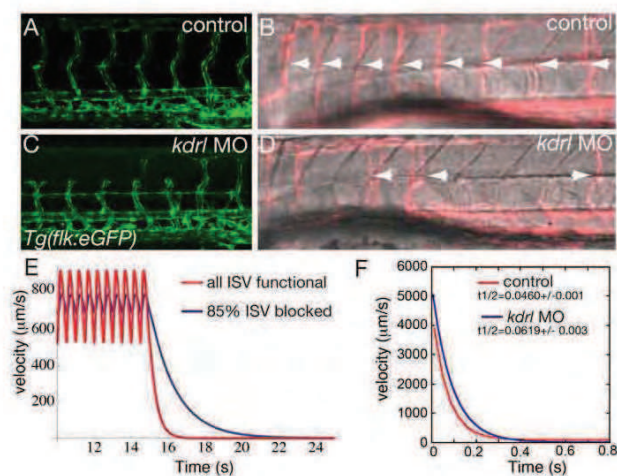 A
control
B
control
C
kdrl MO
D
kdrl MO
Tg(flk:eGFP)
E
all ISV functional
85% ISV blocked
velocity (μm/s)
800
600
400
200
12 14 16 18 20 22 24
Time (s)
F
control
t1/2=0.0460+/-0.001
kdrl MO
t1/2=0.0619+/- 0.003
velocity (μm/s)
6000
5000
4000
3000
2000
1000
0
0 0.2 0.4 0.6 0.8
Time (s)